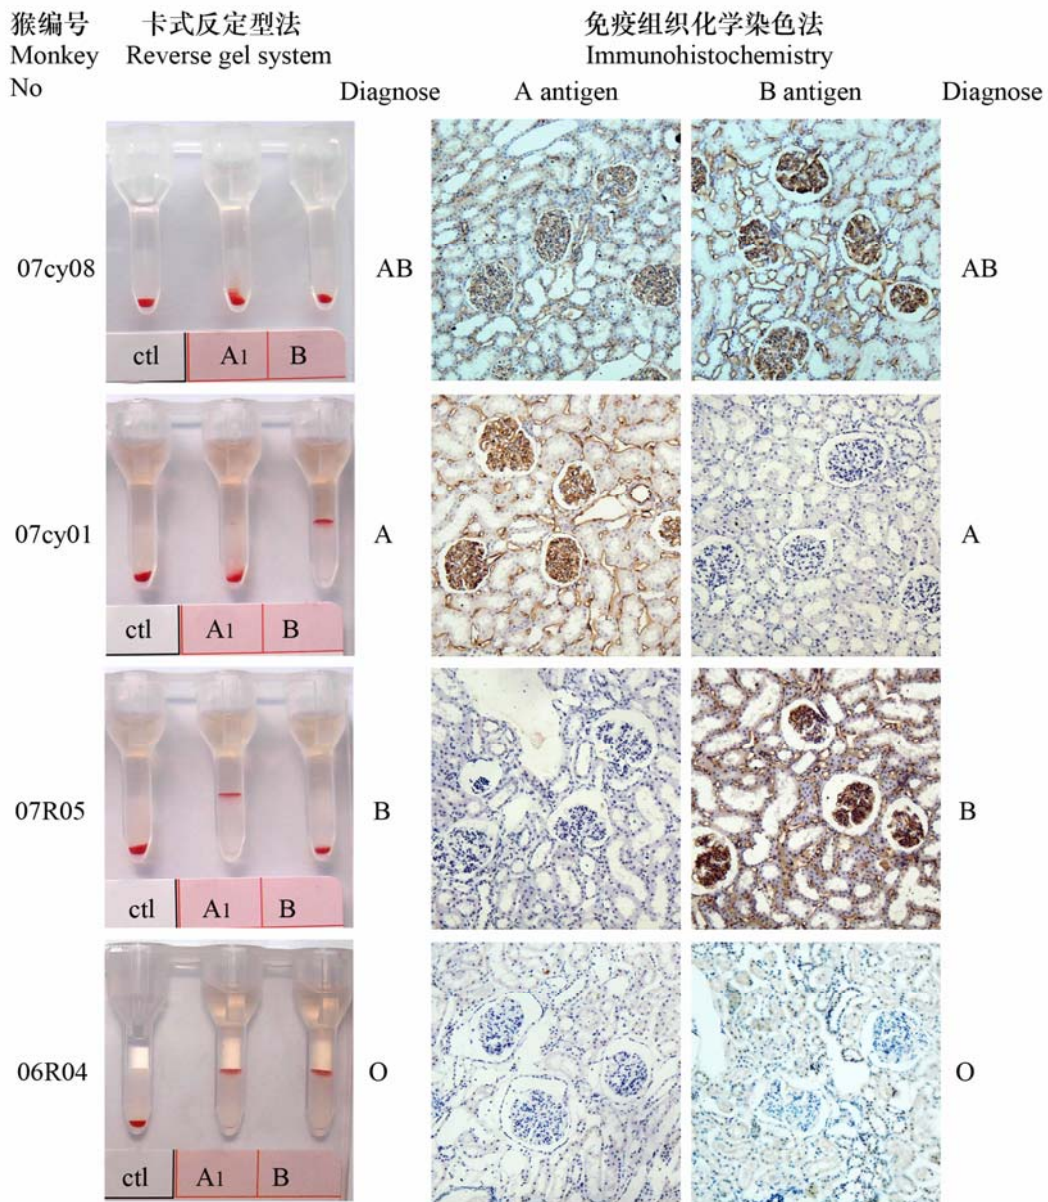 猴编号 卡式反定型法 免疫组织化学染色法
Monkey Reverse gel system Immunohistochemistry
No Diagnose A antigen B antigen Diagnose
07cy08 AB AB
ctl A1 B
07cy01 A A
ctl A1 B
07R05 B B
ctl A1 B
06R04 O O
ctl A1 B